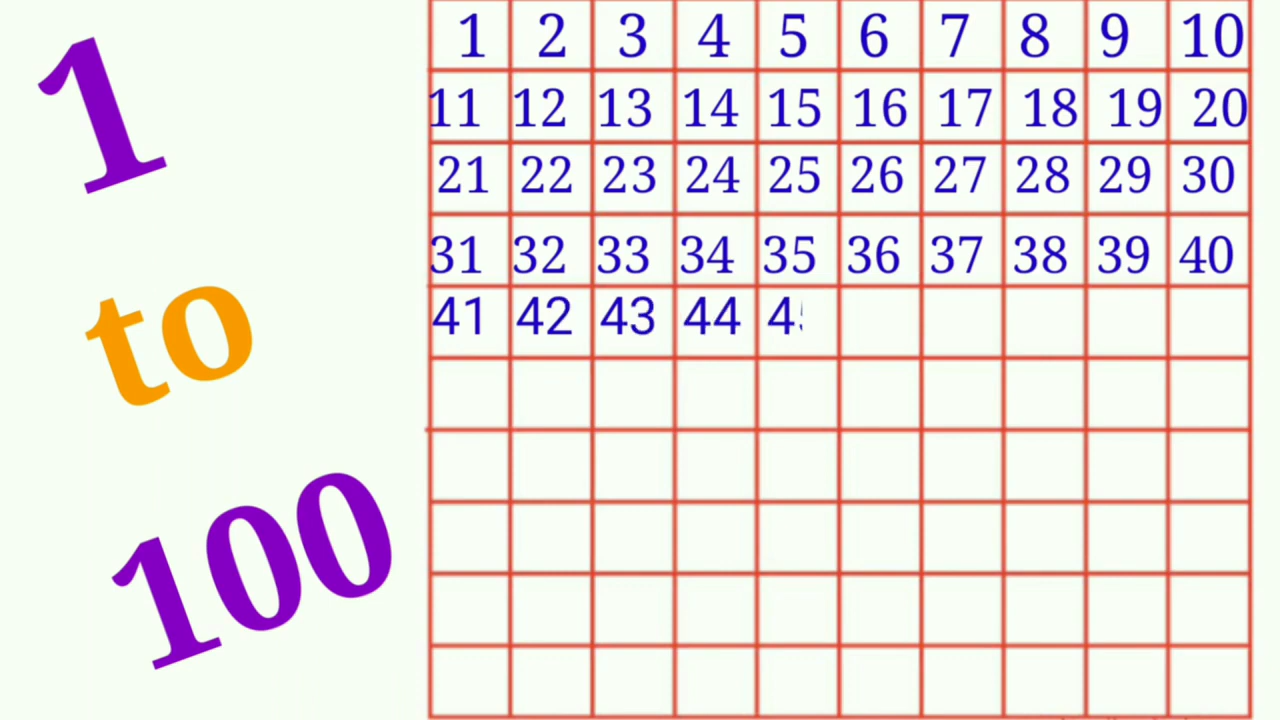 1
to
100
1 2 3 4 5 6 7 8 9 10
11 12 13 14 15 16 17 18 19 20
21 22 23 24 25 26 27 28 29 30
31 32 33 34 35 36 37 38 39 40
41 42 43 44 4